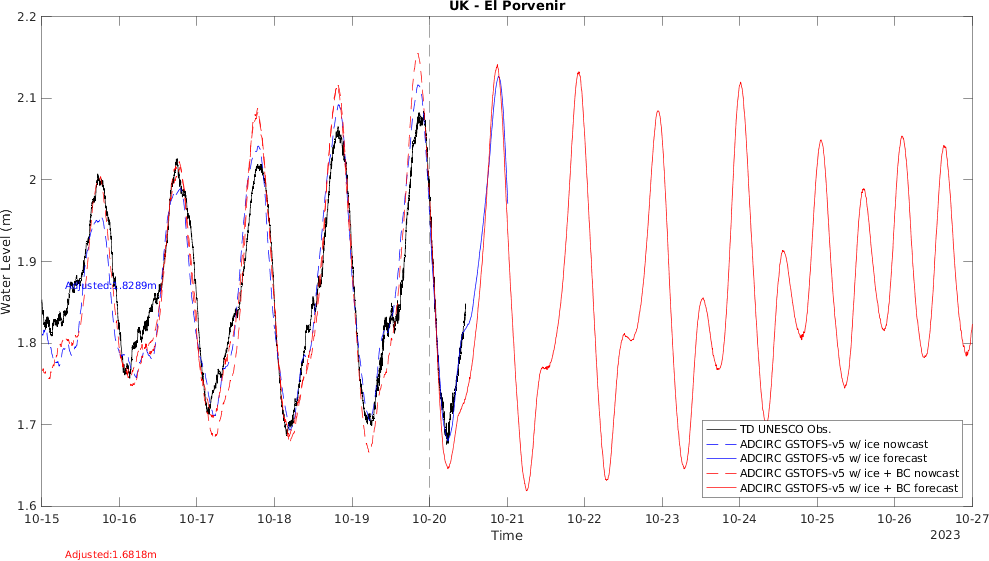 UK - El Porvenir
2.2
2.1
2
1.9
1.8
1.7
1.6
Water Level (m)
Adjusted:1.8289m
TD UNESCO Obs.
ADCIRC GSTOFS-v5 w/ ice nowcast
ADCIRC GSTOFS-v5 w/ ice forecast
ADCIRC GSTOFS-v5 w/ ice + BC nowcast
ADCIRC GSTOFS-v5 w/ ice + BC forecast
10-15 10-16 10-17 10-18 10-19 10-20 10-21 10-22 10-23 10-24 10-25 10-26 10-27
Time
2023
Adjusted:1.6818m